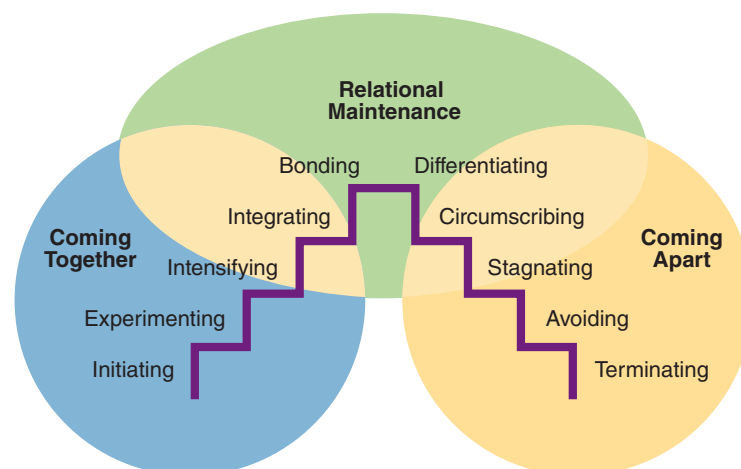 Relational
Maintenance
Bonding
Differentiating
Integrating
Circumscribing
Coming
Together
Coming
Apart
Intensifying
Stagnating
Experimenting
Avoiding
Initiating
Terminating